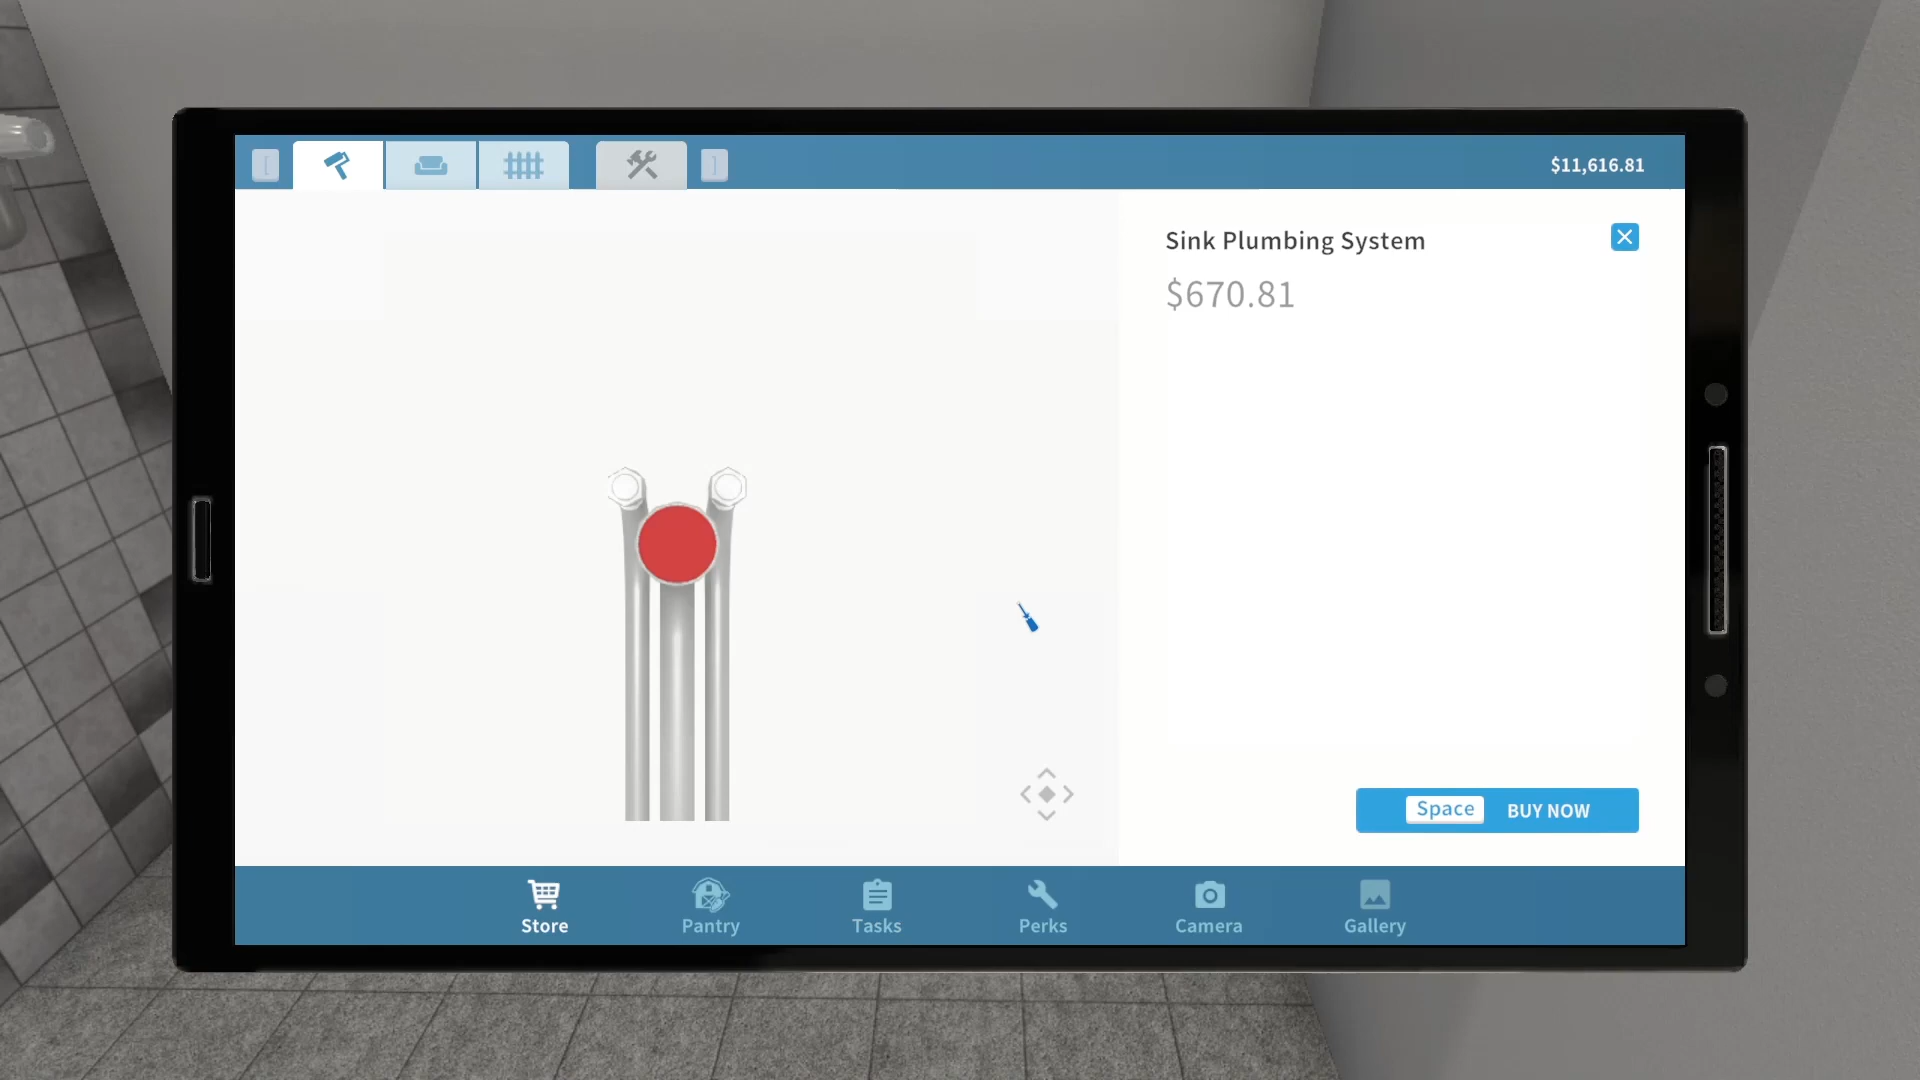 [
]
$11,616.81
Sink Plumbing System
$670.81
Space BUY NOW
Store
Pantry
Tasks
Perks
Camera
Gallery